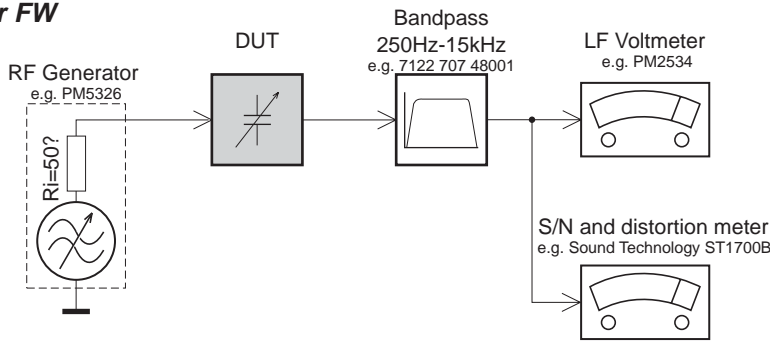 r FW
RF Generator
e.g. PM5326
Ri=50?
DUT
Bandpass
250Hz-15kHz
e.g. 7122 707 48001
LF Voltmeter
e.g. PM2534
S/N and distortion meter
e.g. Sound Technology ST1700B